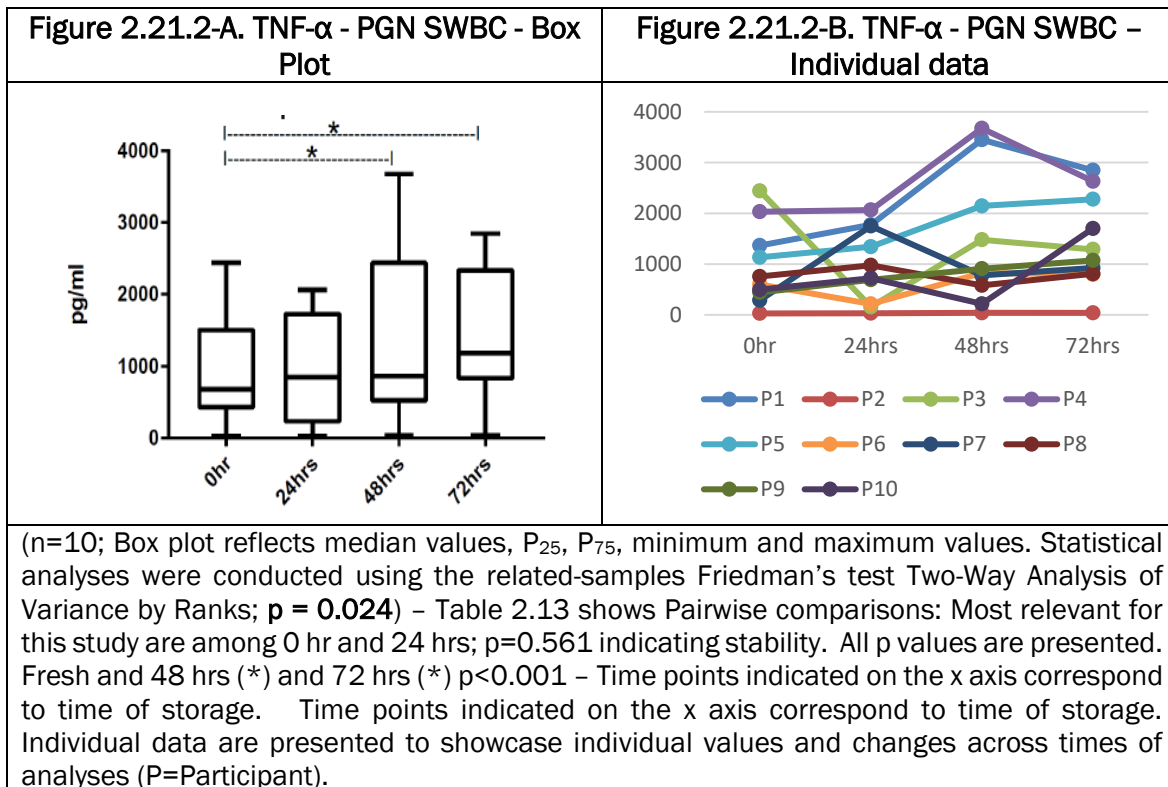 Figure 2.21.2-A. TNF-α - PGN SWBC - Box
Plot
Figure 2.21.2-B. TNF-α - PGN SWBC –
Individual data
*
*
4000
3000
2000
1000
0
pg/ml
0hr
24hrs
48hrs
72hrs
4000
3000
2000
1000
0
0hr 24hrs 48hrs 72hrs
P1 P2 P3 P4
P5 P6 P7 P8
P9 P10
(n=10; Box plot reflects median values, P25, P75, minimum and maximum values. Statistical
analyses were conducted using the related-samples Friedman's test Two-Way Analysis of
Variance by Ranks; p = 0.024) – Table 2.13 shows Pairwise comparisons: Most relevant for
this study are among 0 hr and 24 hrs; p=0.561 indicating stability. All p values are presented.
Fresh and 48 hrs (*) and 72 hrs (*) p<0.001 – Time points indicated on the x axis correspond
to time of storage. Time points indicated on the x axis correspond to time of storage.
Individual data are presented to showcase individual values and changes across times of
analyses (P=Participant).